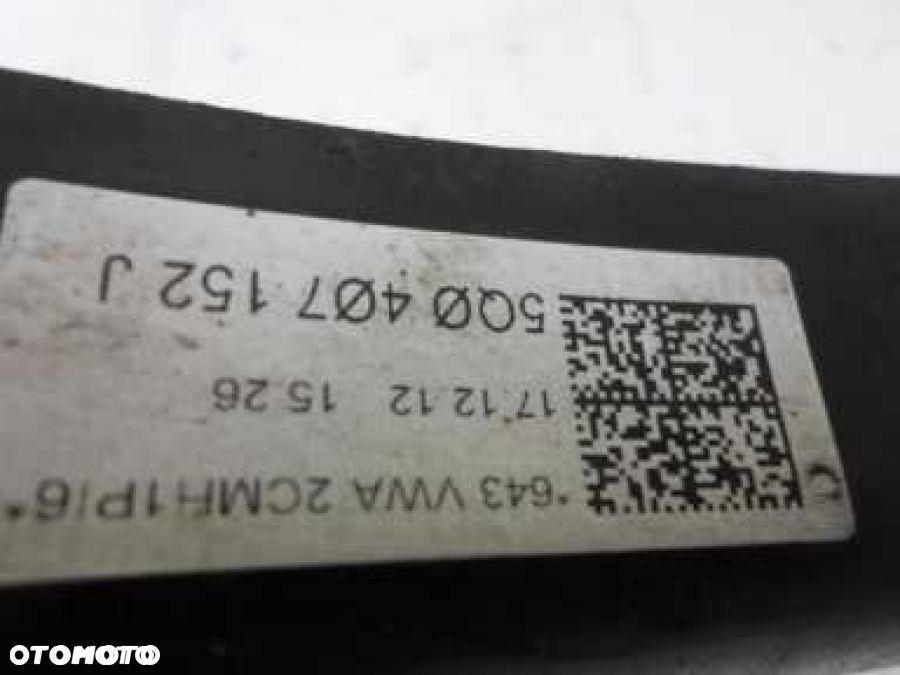 *643 VWA 2CMH1P/6*
17.12.12 15.26
5Q0 407 152 J
OTOMOTO